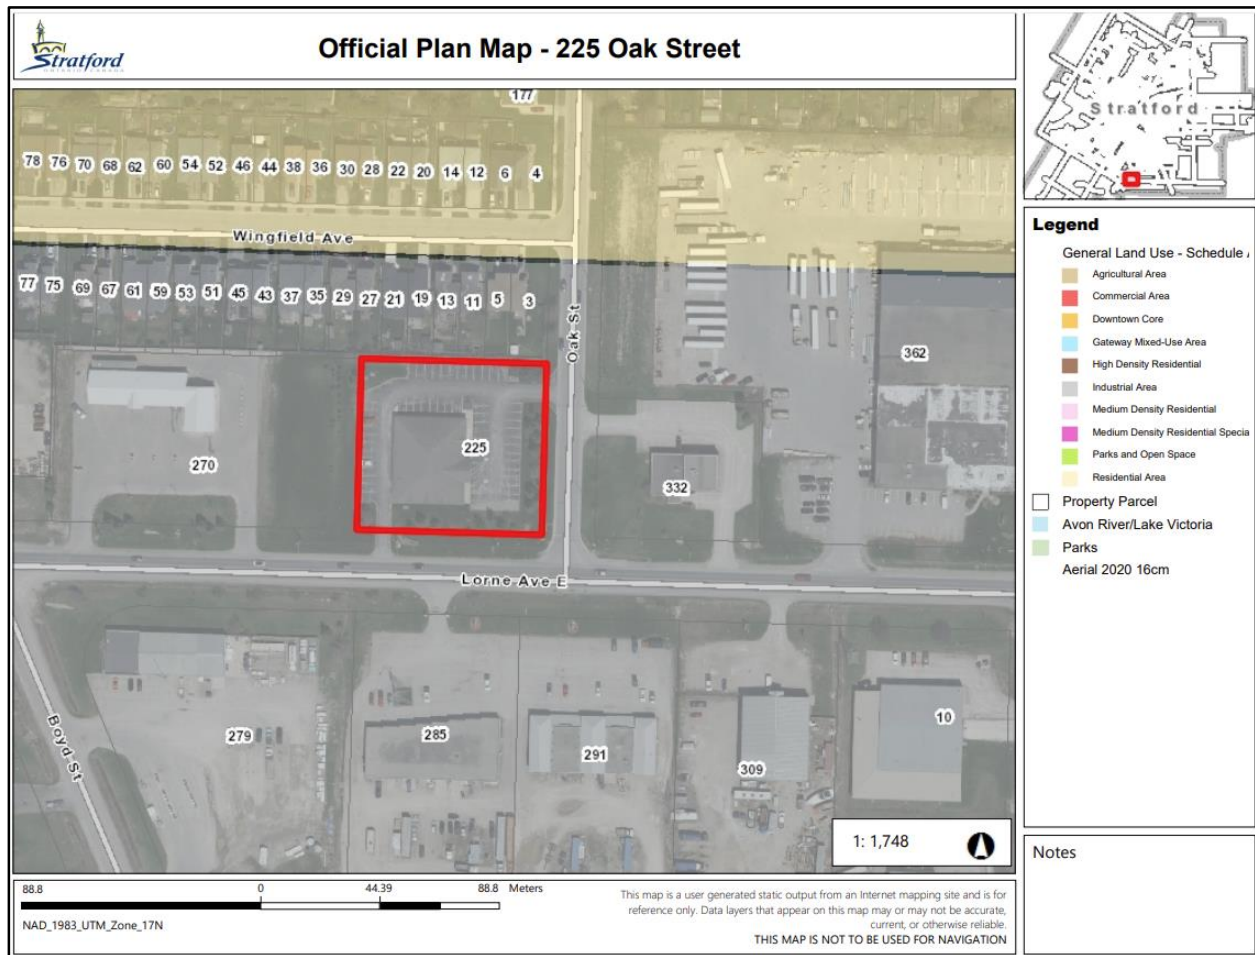 Stratford
ONTARIO CANADA
Official Plan Map - 225 Oak Street
Stratford
177
78 76 70 68 62 60 54 52 46 44 38 36 30 28 22 20 14 12 6 4
Wingfield Ave
77 75 69 67 61 59 53 51 45 43 37 35 29 27 21 19 13 11 5 3
Oak St
362
225
270
332
Lorne Ave E
Boyd St
279
285
291
309
10
1: 1,748
Legend
General Land Use - Schedule
Agricultural Area
Commercial Area
Downtown Core
Gateway Mixed-Use Area
High Density Residential
Industrial Area
Medium Density Residential
Medium Density Residential Specia
Parks and Open Space
Residential Area
Property Parcel
Avon River/Lake Victoria
Parks
Aerial 2020 16cm
Notes
88.8 0 44.39 88.8 Meters
NAD_1983_UTM_Zone_17N
This map is a user generated static output from an Internet mapping site and is for
reference only. Data layers that appear on this map may or may not be accurate,
current, or otherwise reliable.
THIS MAP IS NOT TO BE USED FOR NAVIGATION